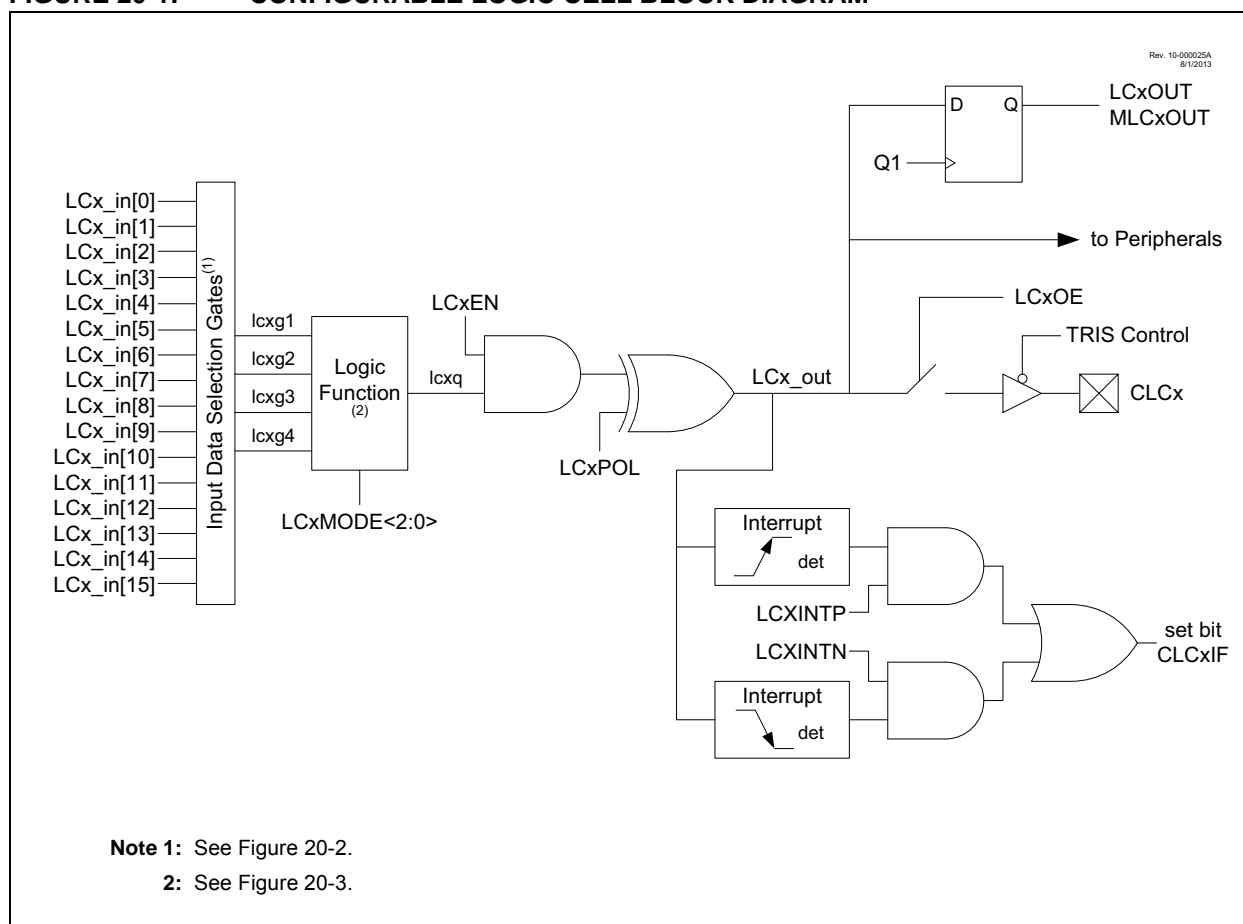 Rev. 10-000025A
8/1/2013
LCxOUT
MLCxOUT
D
Q
Q1
to Peripherals
LCx_in[0]
LCx_in[1]
LCx_in[2]
LCx_in[3]
LCx_in[4]
LCx_in[5]
LCx_in[6]
LCx_in[7]
LCx_in[8]
LCx_in[9]
LCx_in[10]
LCx_in[11]
LCx_in[12]
LCx_in[13]
LCx_in[14]
LCx_in[15]
Input Data Selection Gates(1)
lcxg1
lcxg2
lcxg3
lcxg4
Logic
Function
(2)
LCxMODE<2:0>
lcxq
LCxEN
LCxPOL
LCx_out
LCxOE
TRIS Control
CLCx
Interrupt
det
LCXINTP
LCXINTN
Interrupt
det
set bit
CLCxIF
Note 1: See Figure 20-2.
2: See Figure 20-3.